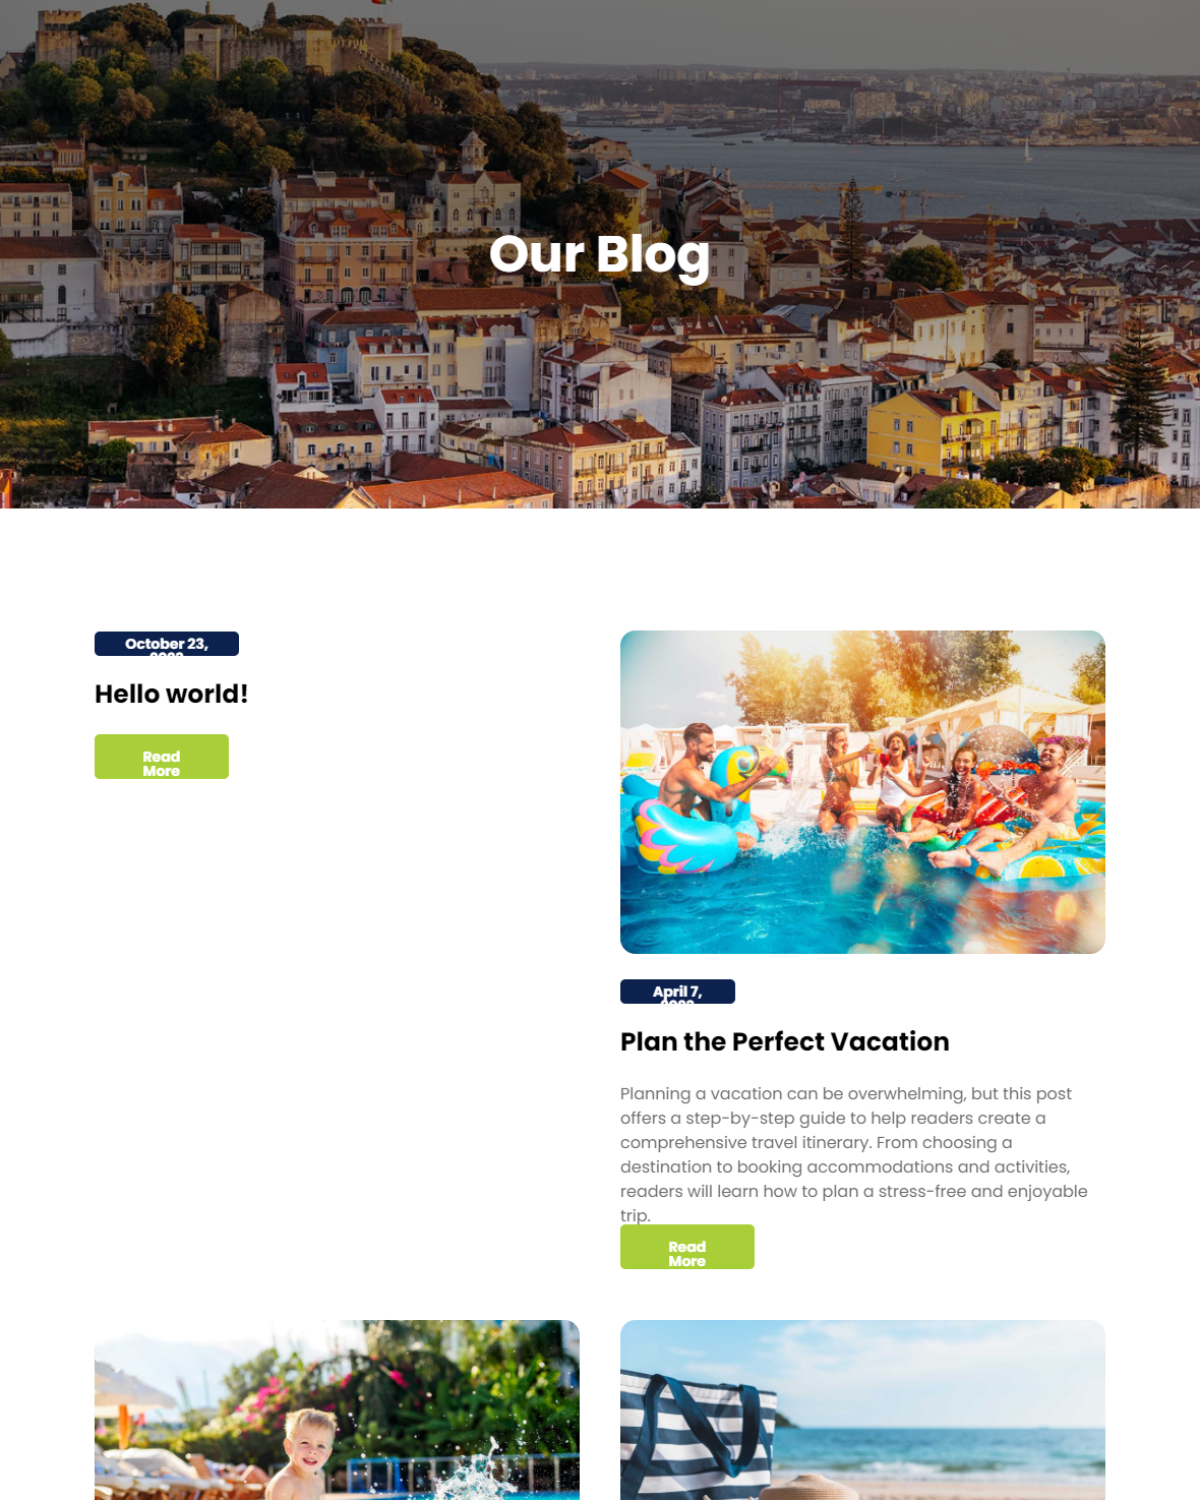 Our Blog
October 23,
Hello world!
Read
More
April 7,
Plan the Perfect Vacation
Planning a vacation can be overwhelming, but this post
offers a step-by-step guide to help readers create a
comprehensive travel itinerary. From choosing a
destination to booking accommodations and activities,
readers will learn how to plan a stress-free and enjoyable
trip.
Read
More